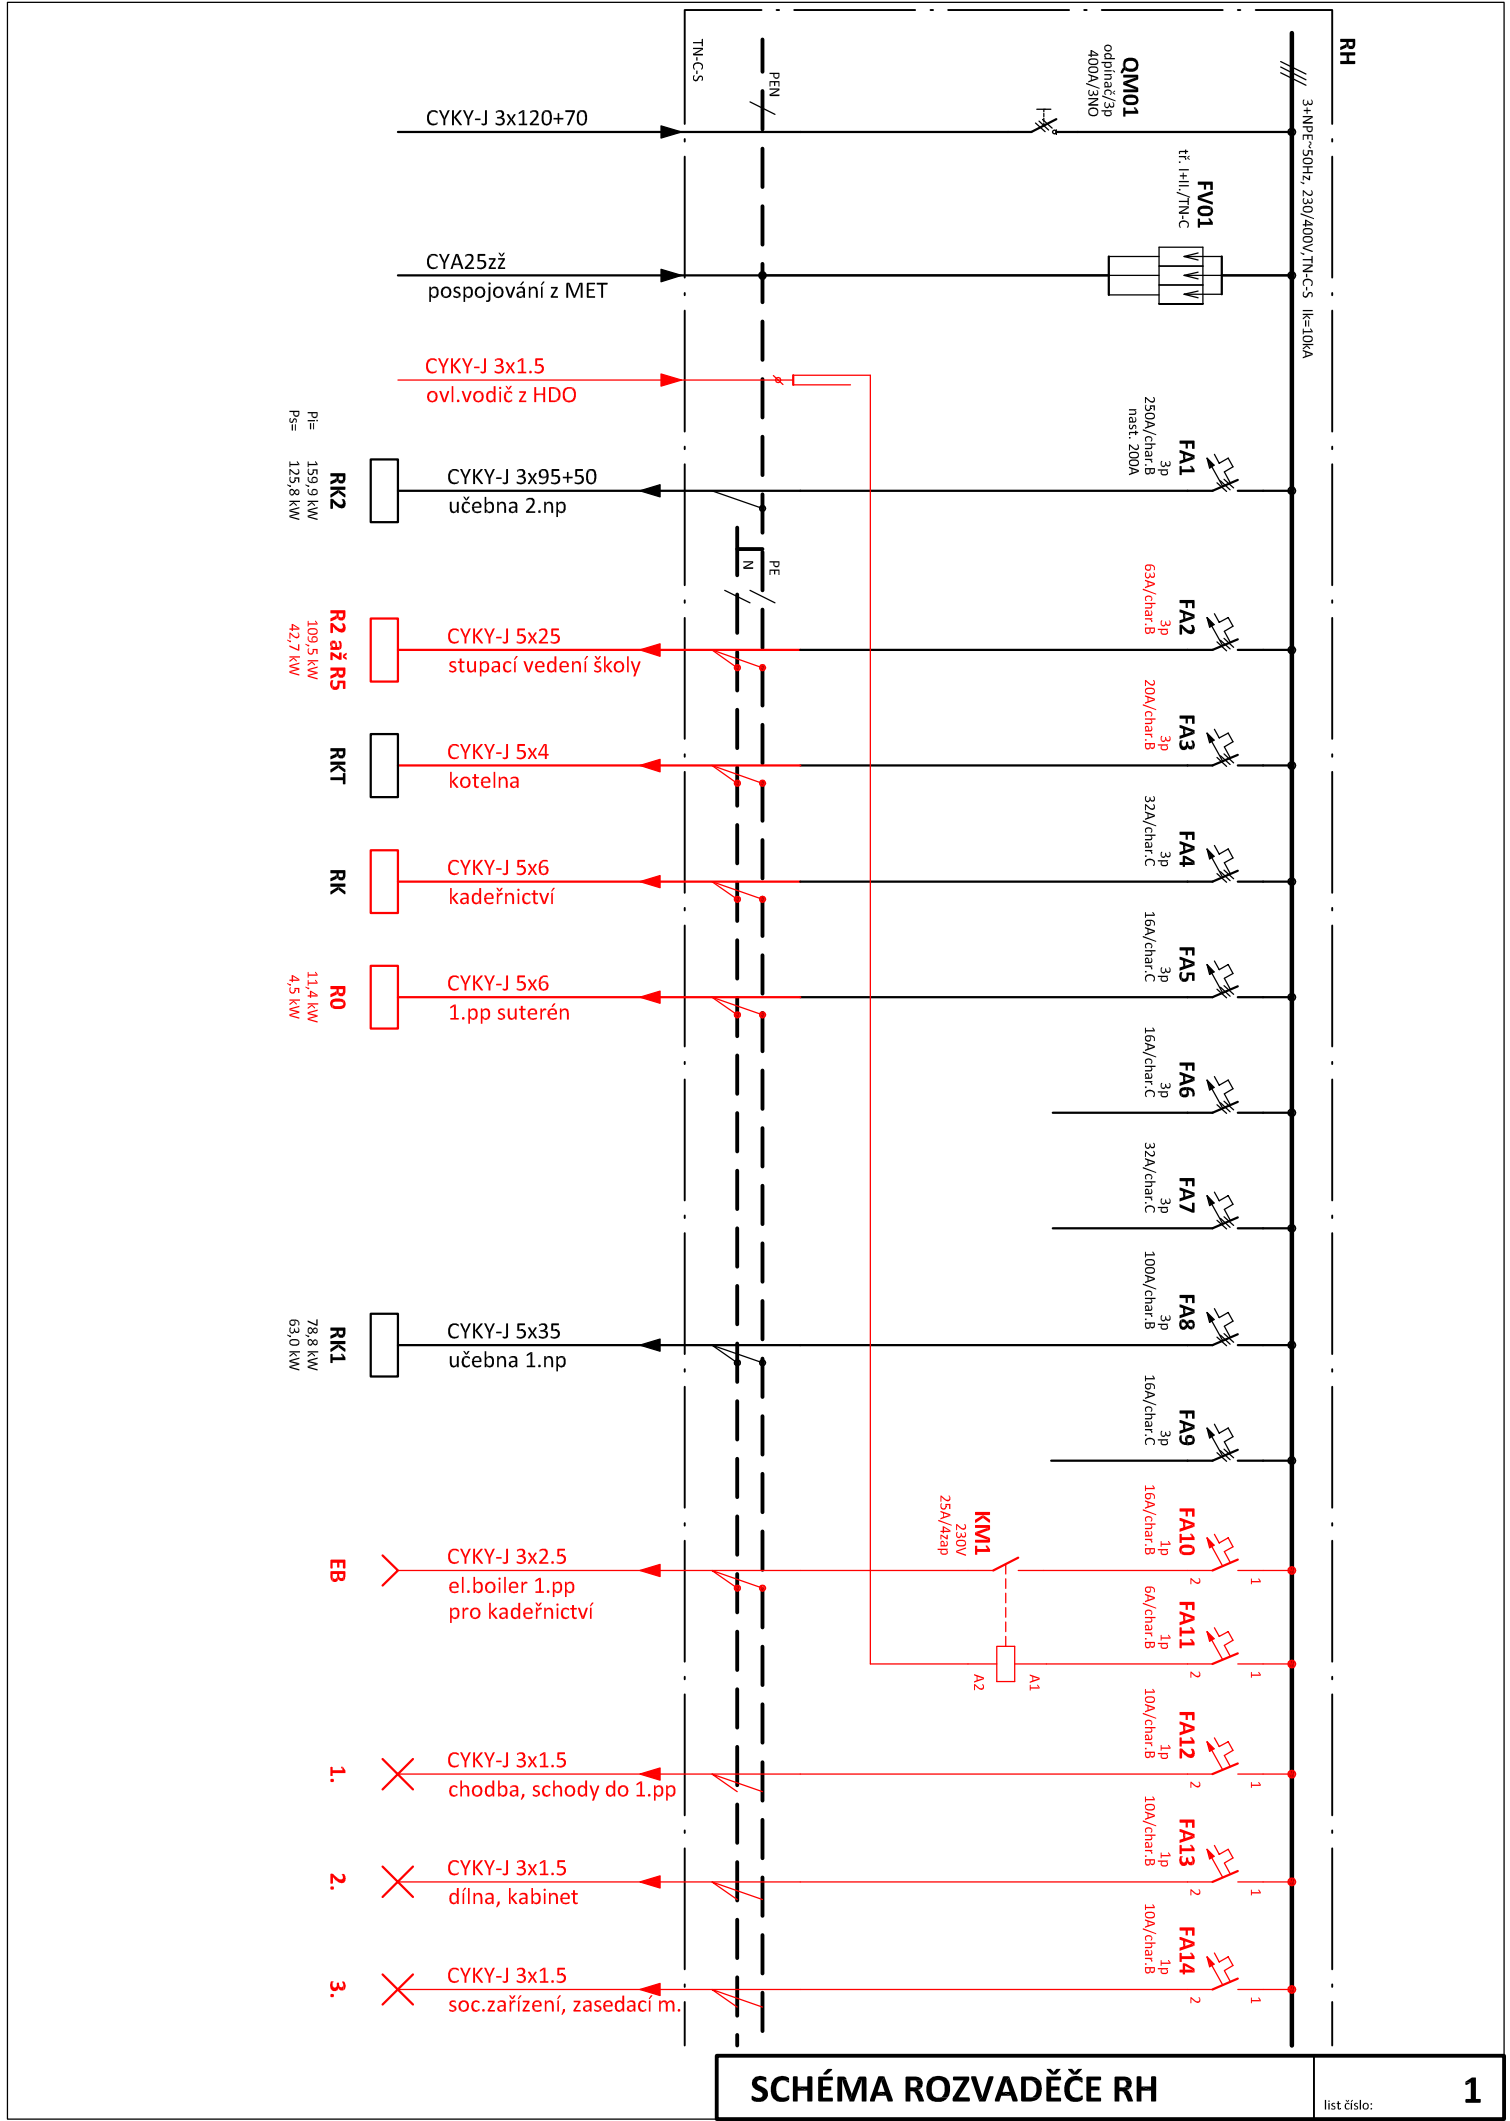 RH
3+NPE~50Hz, 230/400V,TN-C-S Ik=10kA
TN-C-S
PEN
QM01
odpínač/3p
400A/3NO
CYKY-J 3x120+70
FV01
tř. I+II./TN-C
CYA25zž
pospojování z MET
CYKY-J 3x1.5
ovl.vodič z HDO
FA1
3p
250A/char.B
nast. 200A
CYKY-J 3x95+50
učebna 2.np
RK2
Pi= 159,9 kW
Ps= 125,8 kW
PE
N
FA2
3p
63A/char.B
CYKY-J 5x25
stupací vedení školy
R2 až R5
109,5 kW
42,7 kW
FA3
3p
20A/char.B
CYKY-J 5x4
kotelna
RKT
FA4
3p
32A/char.C
CYKY-J 5x6
kadeřnictví
RK
FA5
3p
16A/char.C
CYKY-J 5x6
1.pp suterén
R0
11,4 kW
4,5 kW
FA6
3p
16A/char.C
FA7
3p
32A/char.C
FA8
3p
100A/char.B
CYKY-J 5x35
učebna 1.np
RK1
78,8 kW
63,0 kW
FA9
3p
16A/char.C
FA10
1p
16A/char.B
1
2
KM1
230V
25A/4zap
CYKY-J 3x2.5
el.boiler 1.pp
pro kadeřnictví
EB
FA11
1p
6A/char.B
1
2
A1
A2
FA12
1p
10A/char.B
1
2
CYKY-J 3x1.5
chodba, schody do 1.pp
1.
FA13
1p
10A/char.B
1
2
CYKY-J 3x1.5
dílna, kabinet
2.
FA14
1p
10A/char.B
1
2
CYKY-J 3x1.5
soc.zařízení, zasedací m.
3.
SCHÉMA ROZVADĚČE RH
list číslo:
1